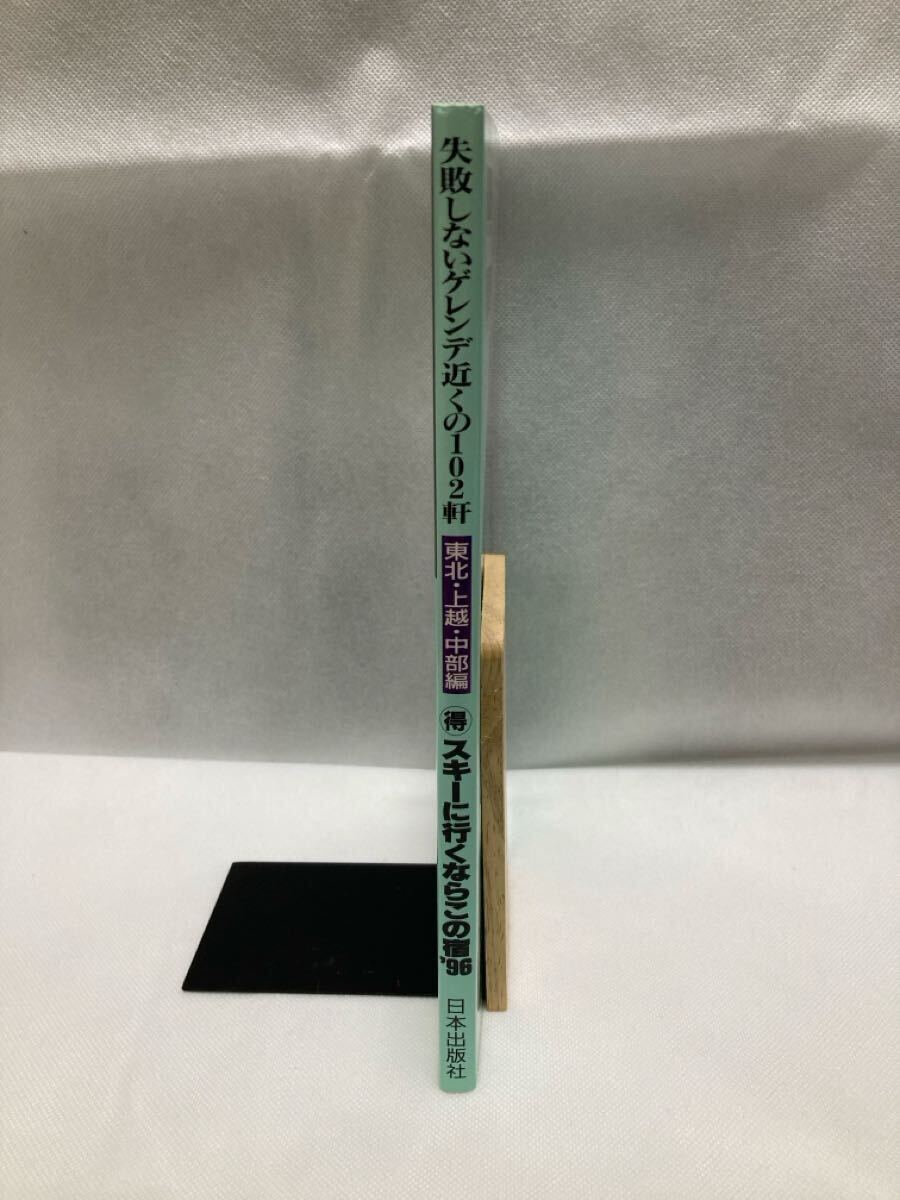 失敗しないゲレンデ近くの102軒
東北・上越・中部編
得 スキーに行くならこの宿'96
日本出版社